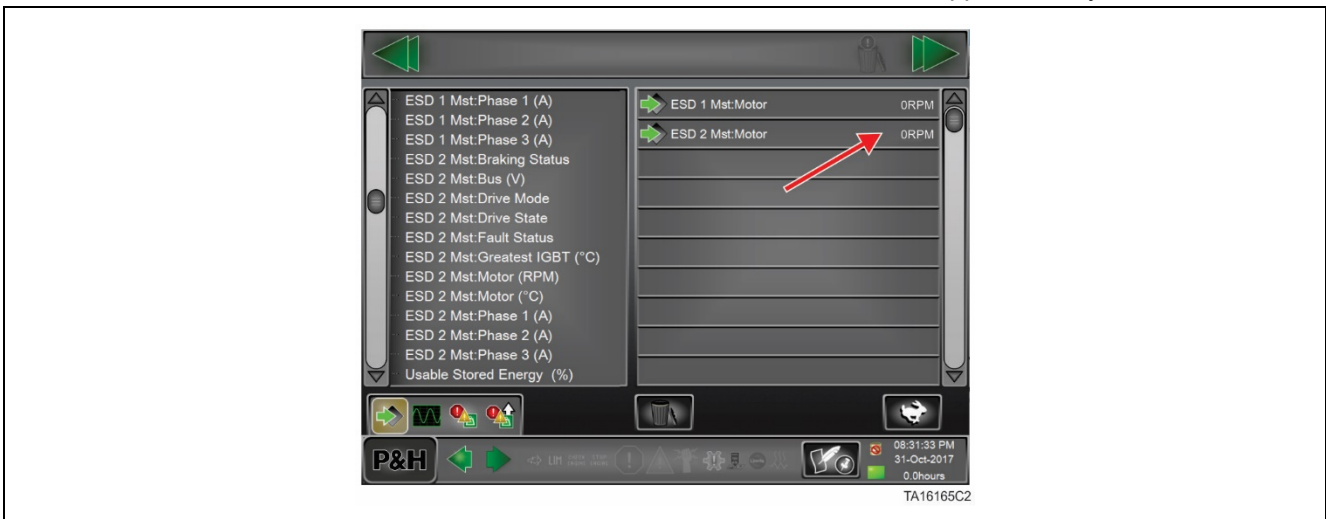 ESD 1 Mst:Phase 1 (A)
ESD 1 Mst:Phase 2 (A)
ESD 1 Mst:Phase 3 (A)
ESD 2 Mst:Braking Status
ESD 2 Mst:Bus (V)
ESD 2 Mst:Drive Mode
ESD 2 Mst:Drive State
ESD 2 Mst:Fault Status
ESD 2 Mst:Greatest IGBT (°C)
ESD 2 Mst:Motor (RPM)
ESD 2 Mst:Motor (°C)
ESD 2 Mst:Phase 1 (A)
ESD 2 Mst:Phase 2 (A)
ESD 2 Mst:Phase 3 (A)
Usable Stored Energy (%)
ESD 1 Mst:Motor 0RPM
ESD 2 Mst:Motor 0RPM
P&H
LIM
08:31:33 PM
31-Oct-2017
0.0hours
TA16165C2